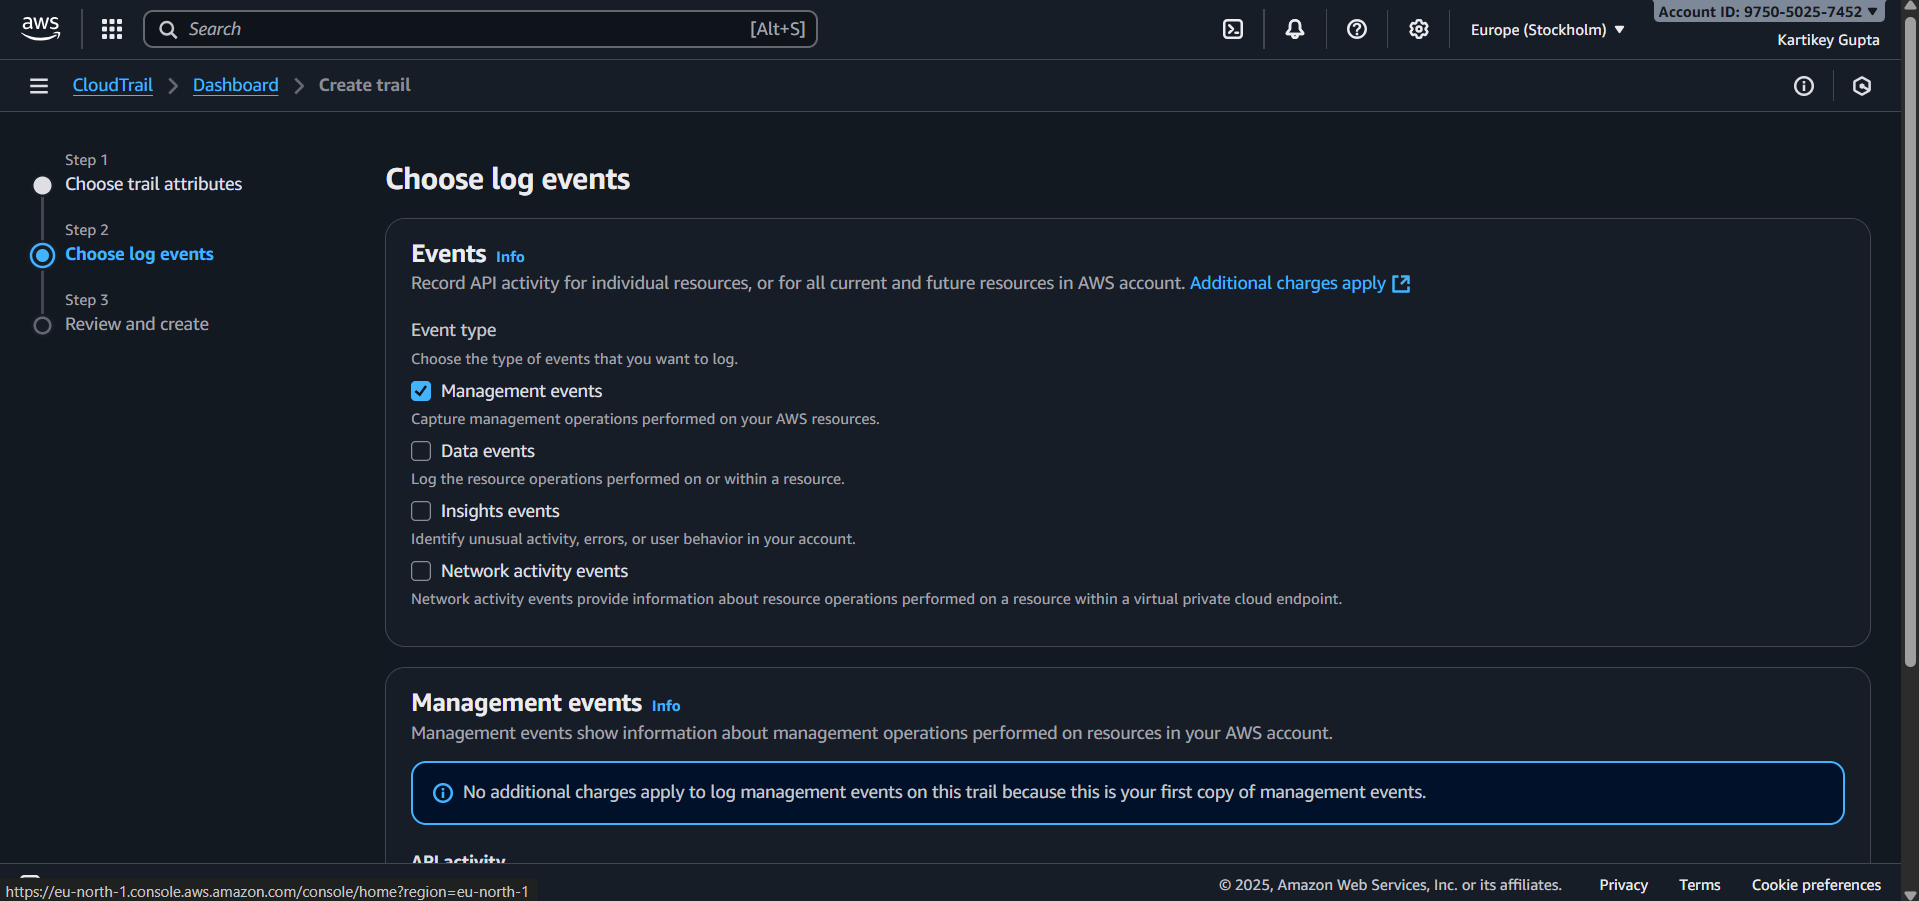 aws
Search
[Alt+S]
Europe (Stockholm)
Account ID: 9750-5025-7452
Kartikey Gupta
CloudTrail
Dashboard
Create trail
Step 1
Choose trail attributes
Step 2
Choose log events
Step 3
Review and create
Choose log events
Events Info
Record API activity for individual resources, or for all current and future resources in AWS account. Additional charges apply
Event type
Choose the type of events that you want to log.
Management events
Capture management operations performed on your AWS resources.
Data events
Log the resource operations performed on or within a resource.
Insights events
Identify unusual activity, errors, or user behavior in your account.
Network activity events
Network activity events provide information about resource operations performed on a resource within a virtual private cloud endpoint.
Management events Info
Management events show information about management operations performed on resources in your AWS account.
No additional charges apply to log management events on this trail because this is your first copy of management events.
API activity
https://eu-north-1.console.aws.amazon.com/console/home?region=eu-north-1
© 2025, Amazon Web Services, Inc. or its affiliates.
Privacy
Terms
Cookie preferences